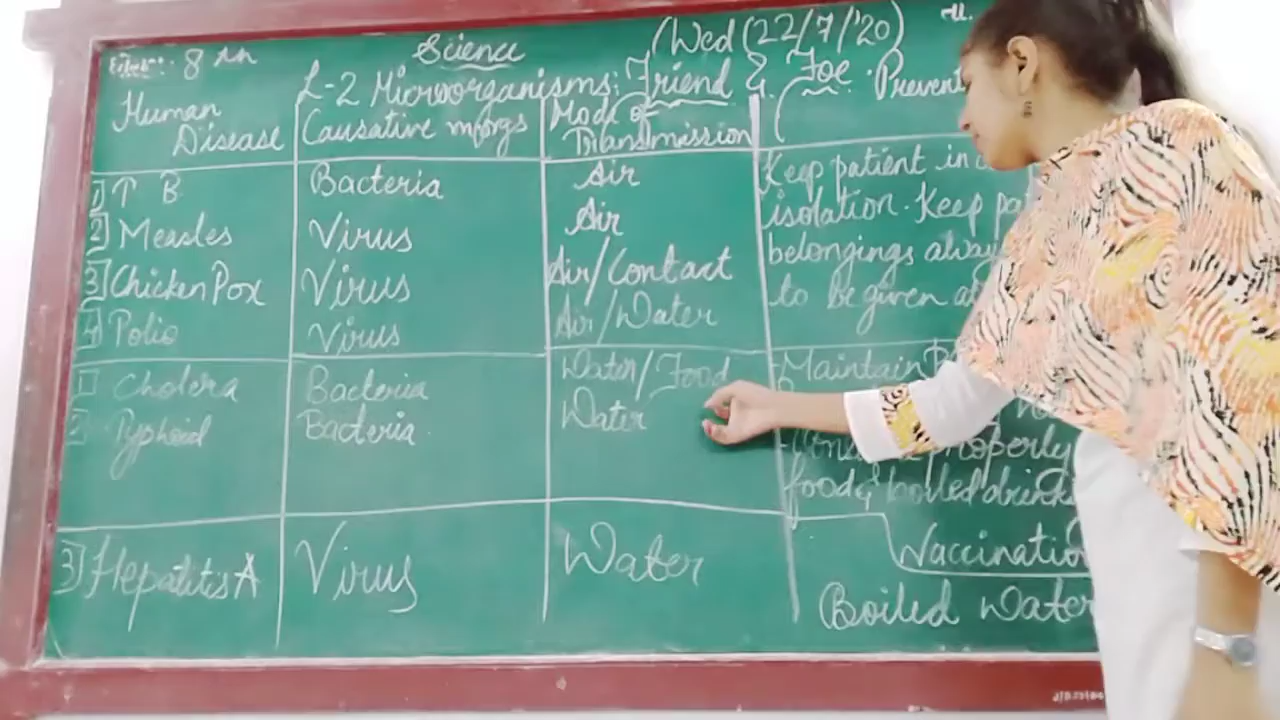 8 th Science (Wed (22/7/'20) તા.
L-2 Microorganisms: Friend & Foe
Human Disease Causative m/orgs Mode of Transmission Prevent
1) T B Bacteria Air Keep patient in
isolation. Keep
2) Measles Virus Air
belongings
3) Chicken Pox Virus Air/Contact
to be given
4) Polio Virus Air/Water
1) Cholera Bacteria Water/Food Maintain
2) Typhoid Bacteria Water
properly
food & boiled drink
Vaccination
3) Hepatitis A Virus Water
Boiled Water